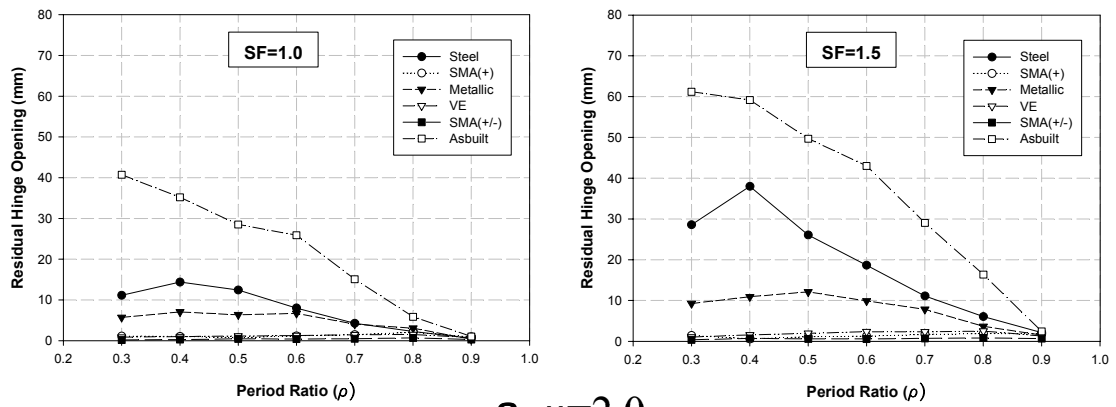 SF=1.0
Steel
SMA(+)
Metallic
VE
SMA(+/-)
Asbuilt
Residual Hinge Opening (mm)
80
70
60
50
40
30
20
10
0
0.2 0.3 0.4 0.5 0.6 0.7 0.8 0.9 1.0
Period Ratio (ρ)
SF=1.5
Steel
SMA(+)
Metallic
VE
SMA(+/-)
Asbuilt
Residual Hinge Opening (mm)
80
70
60
50
40
30
20
10
0
0.2 0.3 0.4 0.5 0.6 0.7 0.8 0.9 1.0
Period Ratio (ρ)
=2.0